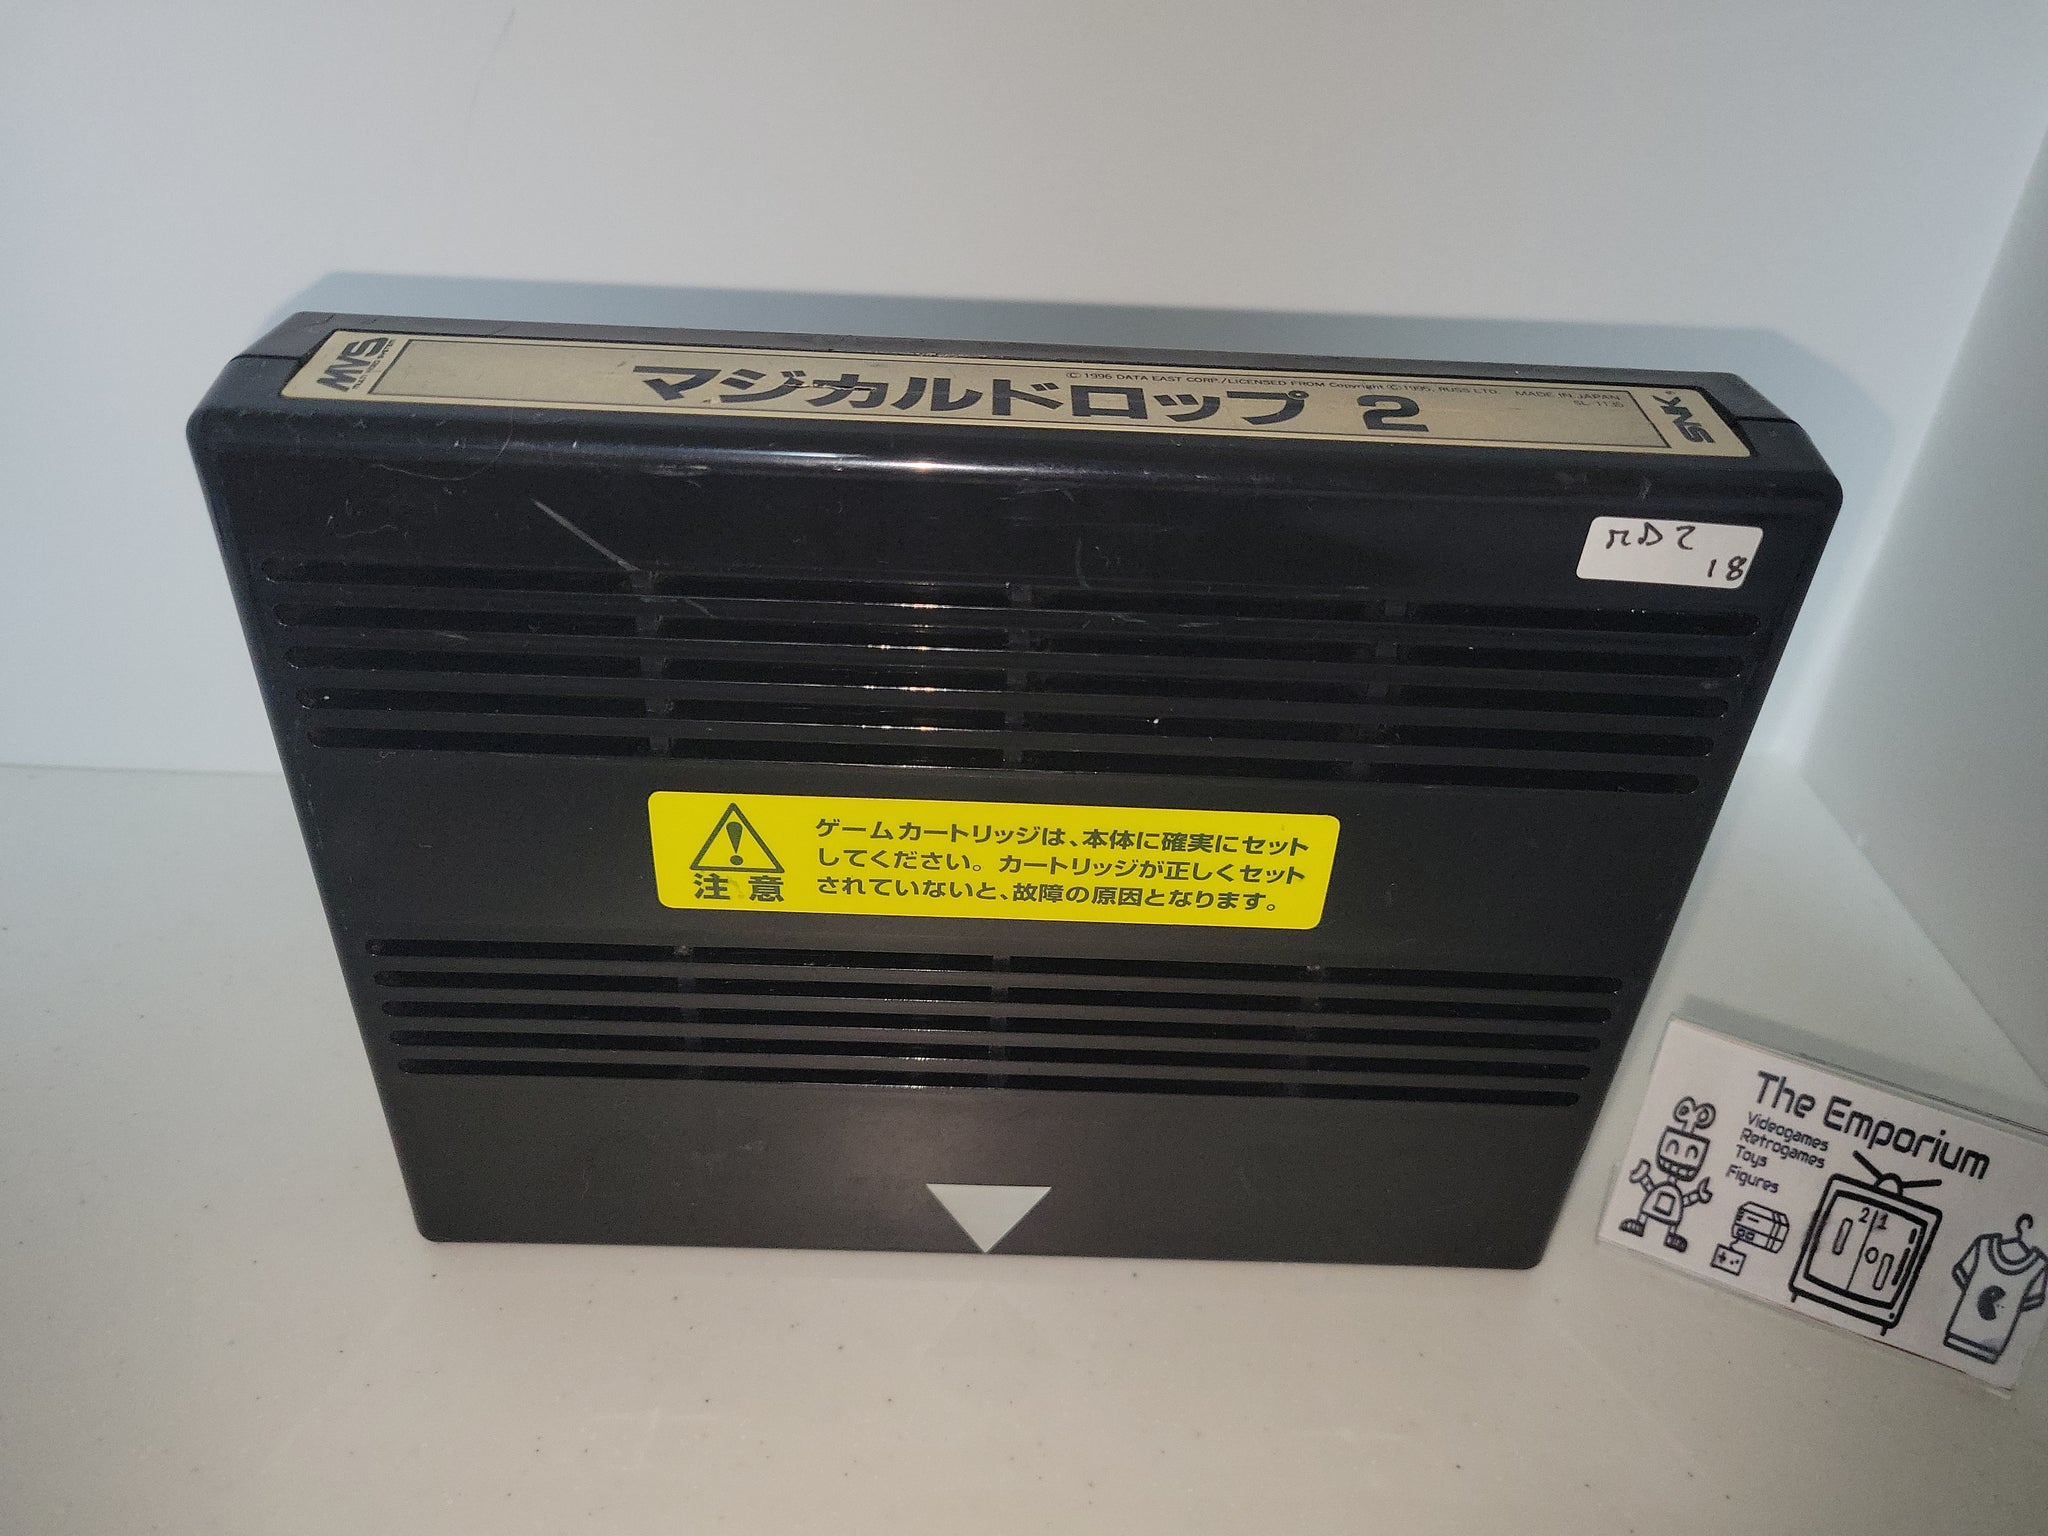 MVS
マジカルドロップ 2
© 1996 DATA EAST CORP./LICENSED FROM Copyright © 1995, RUSS LTD. MADE IN JAPAN
SNK
MD2
18
注意
ゲームカートリッジは、本体に確実にセット
してください。カートリッジが正しくセット
されていないと、故障の原因となります。
The Emporium
Videogames
Retrogames
Toys
Figures
2 1